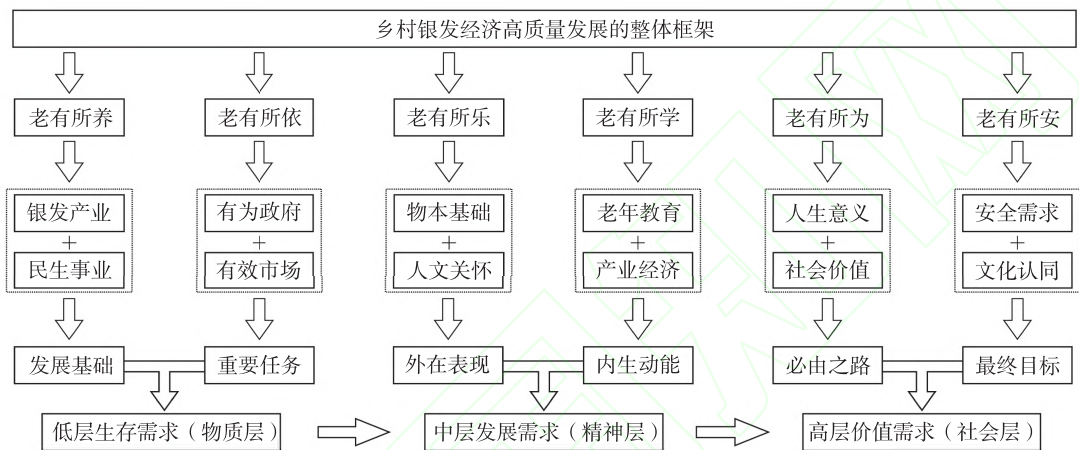 乡村银发经济高质量发展的整体框架
老有所养 老有所依 老有所乐 老有所学 老有所为 老有所安
银发产业 有为政府 物本基础 老年教育 人生意义 安全需求
+ + + + + +
民生事业 有效市场 人文关怀 产业经济 社会价值 文化认同
发展基础 重要任务 外在表现 内生动能 必由之路 最终目标
低层生存需求（物质层） 中层发展需求（精神层） 高层价值需求（社会层）